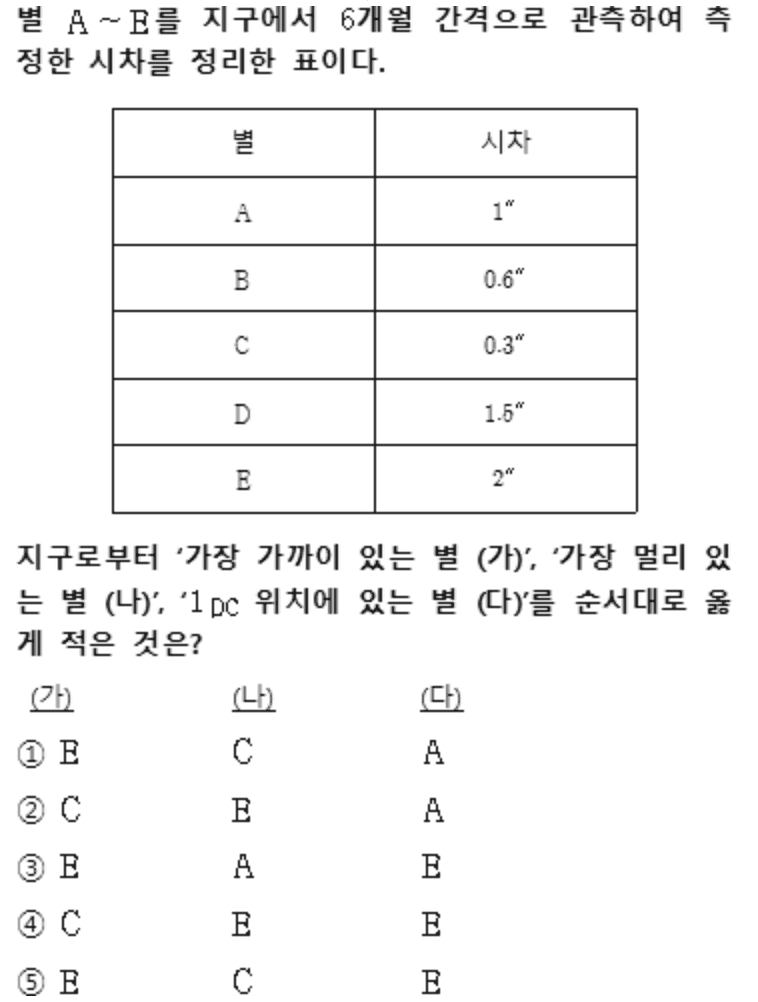 별 A ~ E를 지구에서 6개월 간격으로 관측하여 측
정한 시차를 정리한 표이다.
별 시차
A 1″
B 0.6″
C 0.3″
D 1.5″
E 2″
지구로부터 ‘가장 가까이 있는 별 (가)’, ‘가장 멀리 있
는 별 (나)’, ‘1pc 위치에 있는 별 (다)’를 순서대로 옳
게 적은 것은?
(가) (나) (다)
① E C A
② C E A
③ E A E
④ C E E
⑤ E C E